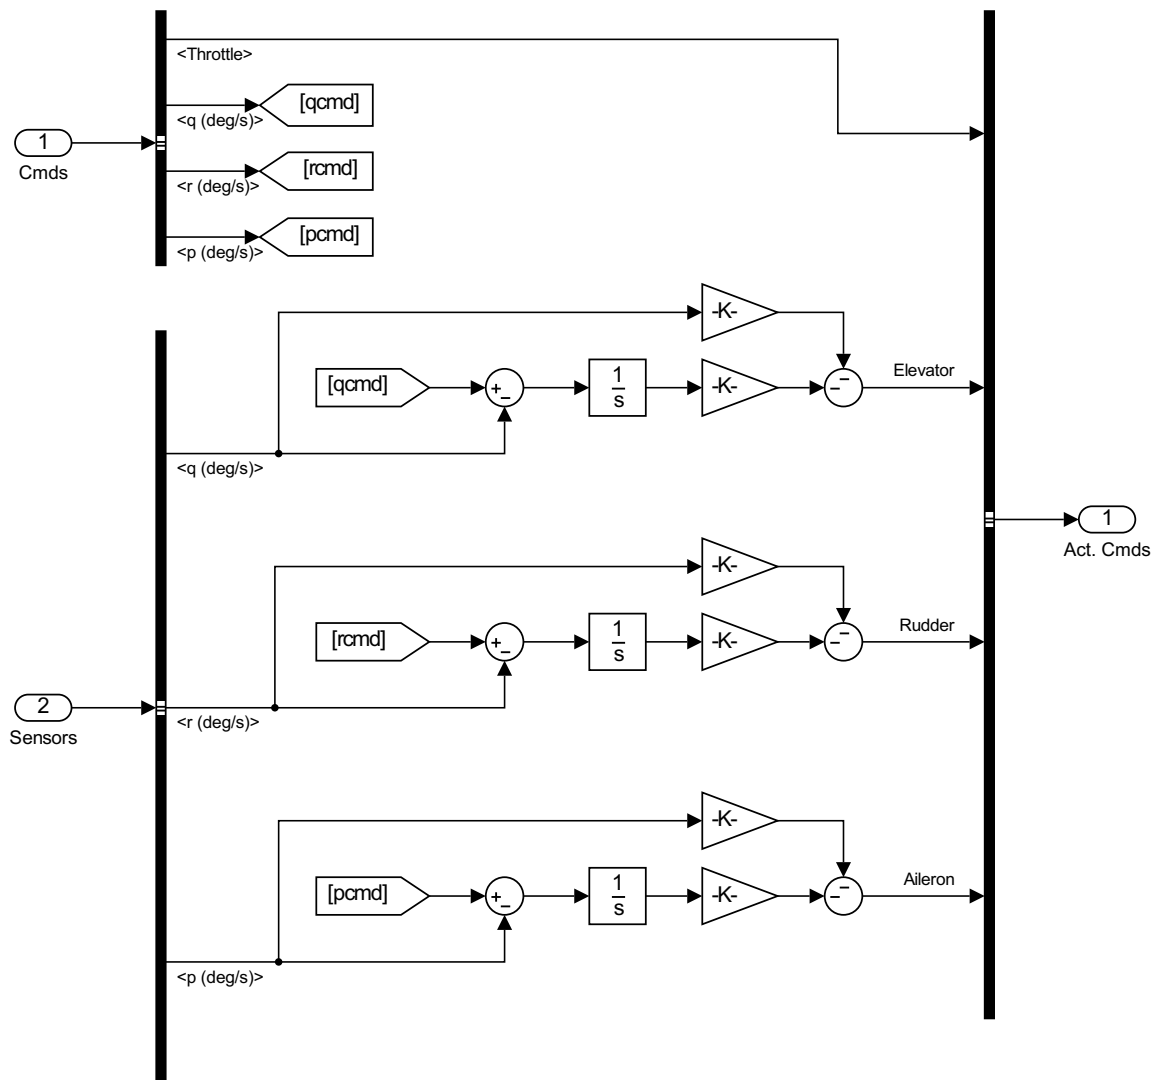 <Throttle>
[qcmd]
<q (deg/s)>
1
Cmds
[rcmd]
<r (deg/s)>
[pcmd]
<p (deg/s)>
-K-
Elevator
[qcmd]
+
−
1
s
-K-
−
−
<q (deg/s)>
1
Act. Cmds
-K-
Rudder
[rcmd]
+
−
1
s
-K-
−
−
2
Sensors
<r (deg/s)>
-K-
Aileron
[pcmd]
+
−
1
s
-K-
−
−
<p (deg/s)>